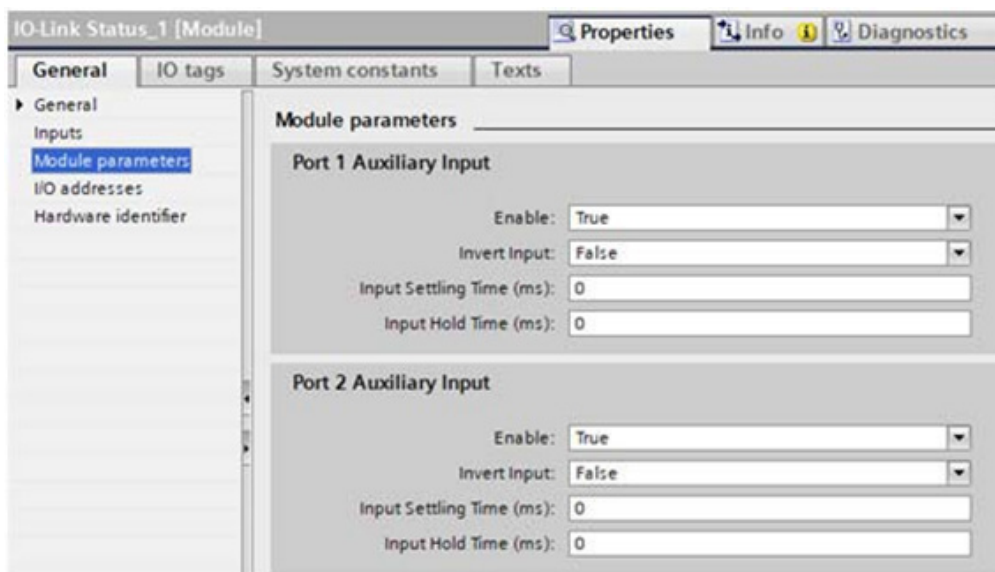 IO-Link Status_1 [Module]
Properties
Info
Diagnostics
General
IO tags
System constants
Texts
General
Inputs
Module parameters
I/O addresses
Hardware identifier
Module parameters
Port 1 Auxiliary Input
Enable: True
Invert Input: False
Input Settling Time (ms): 0
Input Hold Time (ms): 0
Port 2 Auxiliary Input
Enable: True
Invert Input: False
Input Settling Time (ms): 0
Input Hold Time (ms): 0